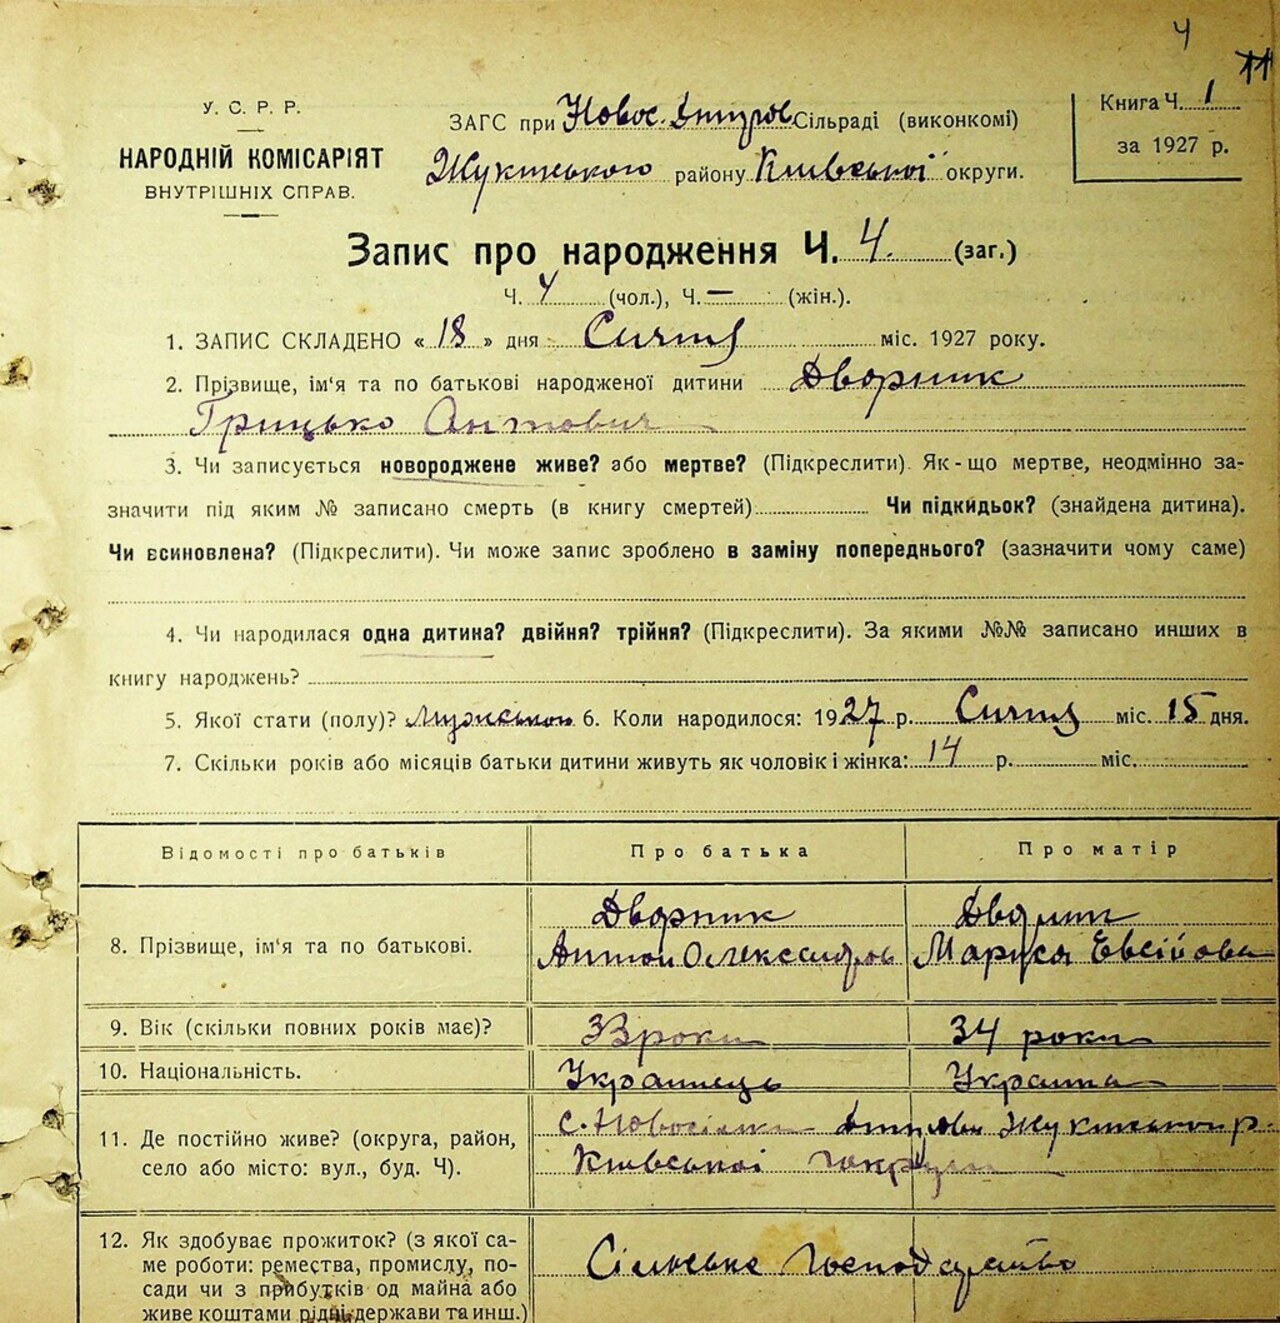 4
11
У. С. Р. Р.
НАРОДНІЙ КОМІСАРІЯТ
ВНУТРІШНІХ СПРАВ.
ЗАГС при Новос. Дмитров. Сільраді (виконкомі)
району Київської округи.
Книга Ч. 1
за 1927 р.
Запис про народження Ч. 4. (заг.)
Ч. 4 (чол.), Ч. — (жін.).
1. ЗАПИС СКЛАДЕНО « 18 » дня Січня міс. 1927 року.
2. Прізвище, ім‘я та по батькові народженої дитини Дворник
Грицько Антович
3. Чи записується новороджене живе? або мертве? (Підкреслити). Як-що мертве, неодмінно за-
значити під яким № записано смерть (в книгу смертей) Чи підкидьок? (знайдена дитина).
Чи всиновлена? (Підкреслити). Чи може запис зроблено в заміну попереднього? (зазначити чому саме)
4. Чи народилася одна дитина? двійня? трійня? (Підкреслити). За якими №№ записано инших в
книгу народжень?
5. Якої стати (полу)? Мужської 6. Коли народилося: 1927 р. Січня міс. 15 дня.
7. Скільки років або місяців батьки дитини живуть як чоловік і жінка: 14 р. міс.
Відомості про батьків Про батька Про матір
8. Прізвище, ім‘я та по батькові.
Дворник
Антон Олександров
Маруся Евсійова
9. Вік (скільки повних років має)? 33 роки 34 роки
10. Національність. Українець Українка
11. Де постійно живе? (округа, район,
село або місто: вул., буд. Ч).
с. Новосілки Дмитрови р.
Київської округи
12. Як здобуває прожиток? (з якої са-
ме роботи: ремества, промислу, по-
сади чи з прибутків од майна або
живе коштами рідні, держави та инш.)
Сільське господарство